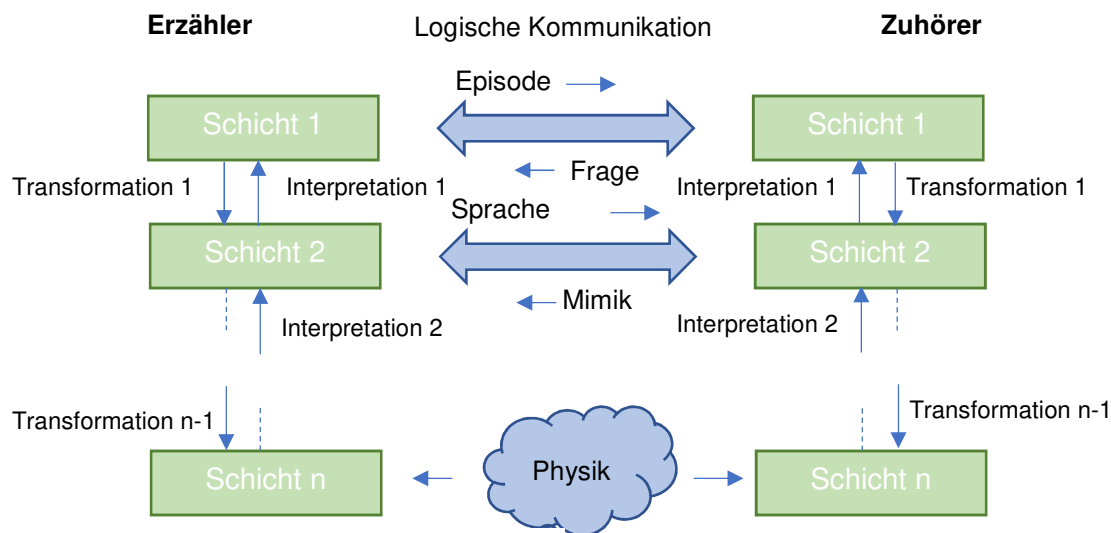 Erzähler
Logische Kommunikation
Zuhörer
Episode
Schicht 1
Schicht 1
Frage
Transformation 1
Interpretation 1
Interpretation 1
Transformation 1
Sprache
Schicht 2
Schicht 2
Mimik
Interpretation 2
Interpretation 2
Transformation n-1
Transformation n-1
Schicht n
Physik
Schicht n